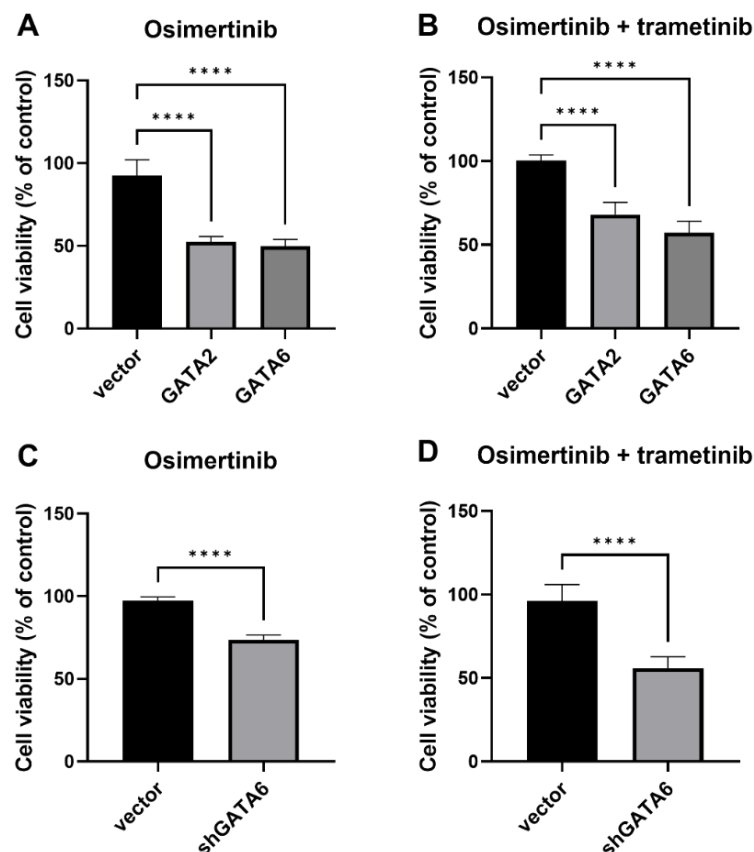 A
Osimertinib
Cell viability (% of control)
150
100
50
0
****
****
vector
GATA2
GATA6
B
Osimertinib + trametinib
Cell viability (% of control)
150
100
50
0
****
****
vector
GATA2
GATA6
C
Osimertinib
Cell viability (% of control)
150
100
50
0
****
vector
shGATA6
D
Osimertinib + trametinib
Cell viability (% of control)
150
100
50
0
****
vector
shGATA6